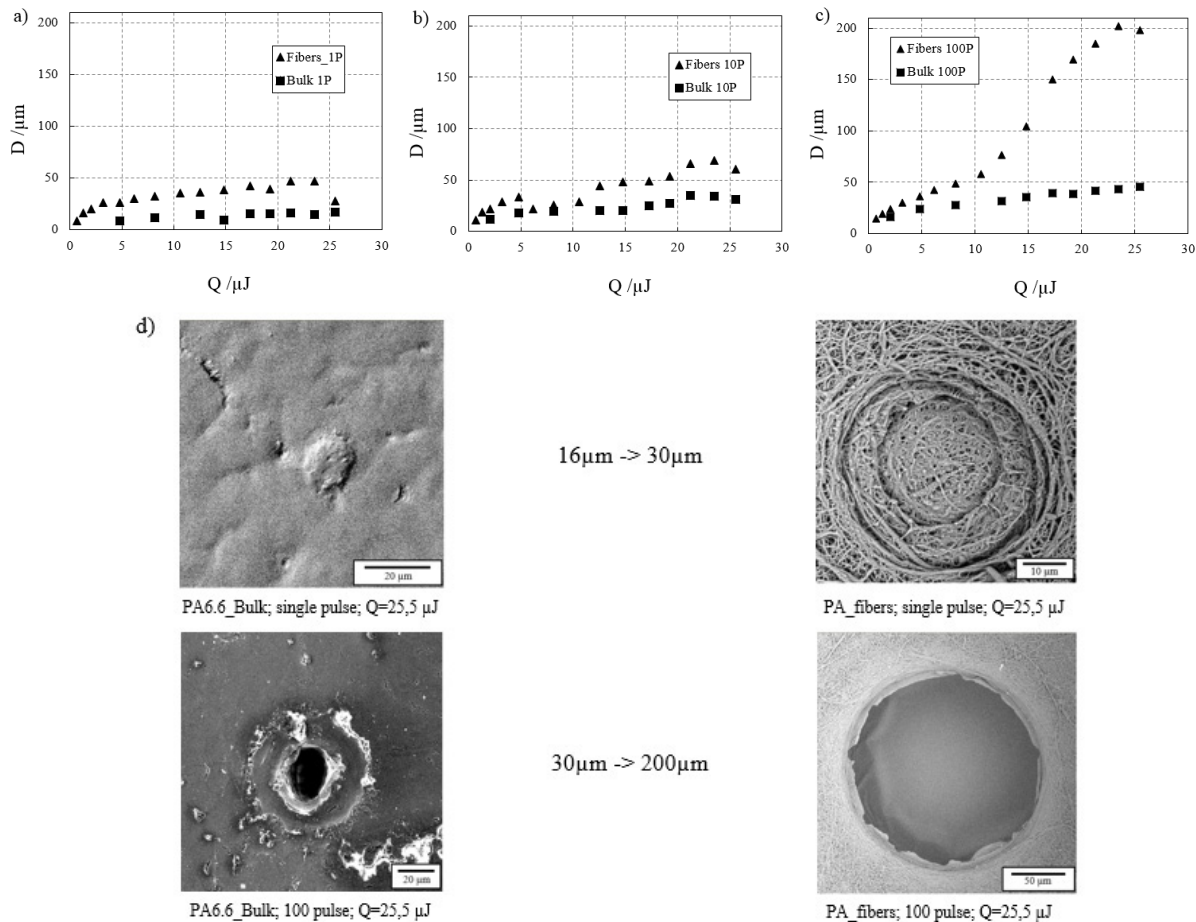 a)
200
150
100
50
0
D /µm
0 5 10 15 20 25 30
Q /µJ
Fibers_1P
Bulk 1P
b)
200
150
100
50
0
D /µm
0 5 10 15 20 25 30
Q /µJ
Fibers 10P
Bulk 10P
c)
200
150
100
50
0
D /µm
0 5 10 15 20 25 30
Q /µJ
Fibers 100P
Bulk 100P
d)
20 µm
16µm -> 30µm
10 µm
PA6.6_Bulk; single pulse; Q=25,5 µJ
PA_fibers; single pulse; Q=25,5 µJ
20 µm
30µm -> 200µm
50 µm
PA6.6_Bulk; 100 pulse; Q=25,5 µJ
PA_fibers; 100 pulse; Q=25,5 µJ